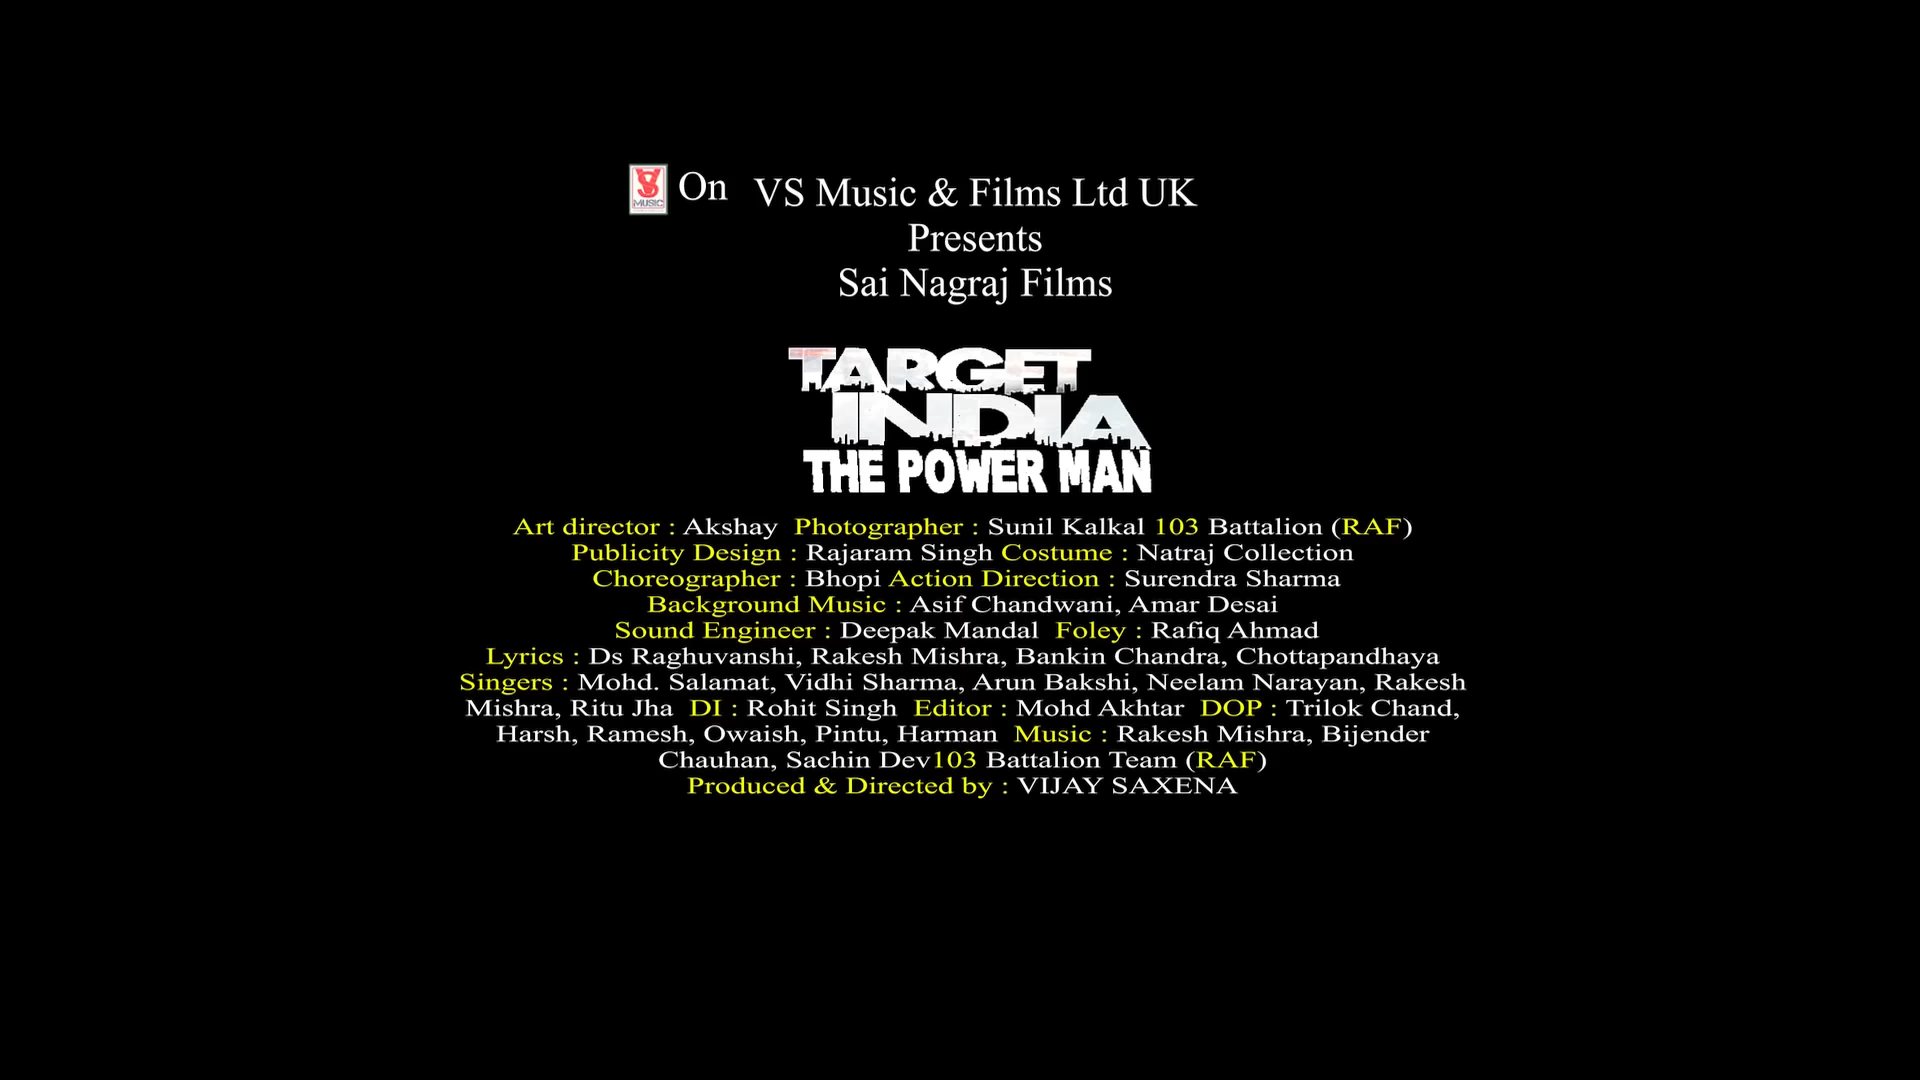 VS MUSIC On VS Music & Films Ltd UK
Presents
Sai Nagraj Films
TARGET
INDIA
THE POWER MAN
Art director : Akshay Photographer : Sunil Kalkal 103 Battalion (RAF)
Publicity Design : Rajaram Singh Costume : Natraj Collection
Choreographer : Bhopi Action Direction : Surendra Sharma
Background Music : Asif Chandwani, Amar Desai
Sound Engineer : Deepak Mandal Foley : Rafiq Ahmad
Lyrics : Ds Raghuvanshi, Rakesh Mishra, Bankin Chandra, Chottapandhaya
Singers : Mohd. Salamat, Vidhi Sharma, Arun Bakshi, Neelam Narayan, Rakesh
Mishra, Ritu Jha DI : Rohit Singh Editor : Mohd Akhtar DOP : Trilok Chand,
Harsh, Ramesh, Owaish, Pintu, Harman Music : Rakesh Mishra, Bijender
Chauhan, Sachin Dev103 Battalion Team (RAF)
Produced & Directed by : VIJAY SAXENA